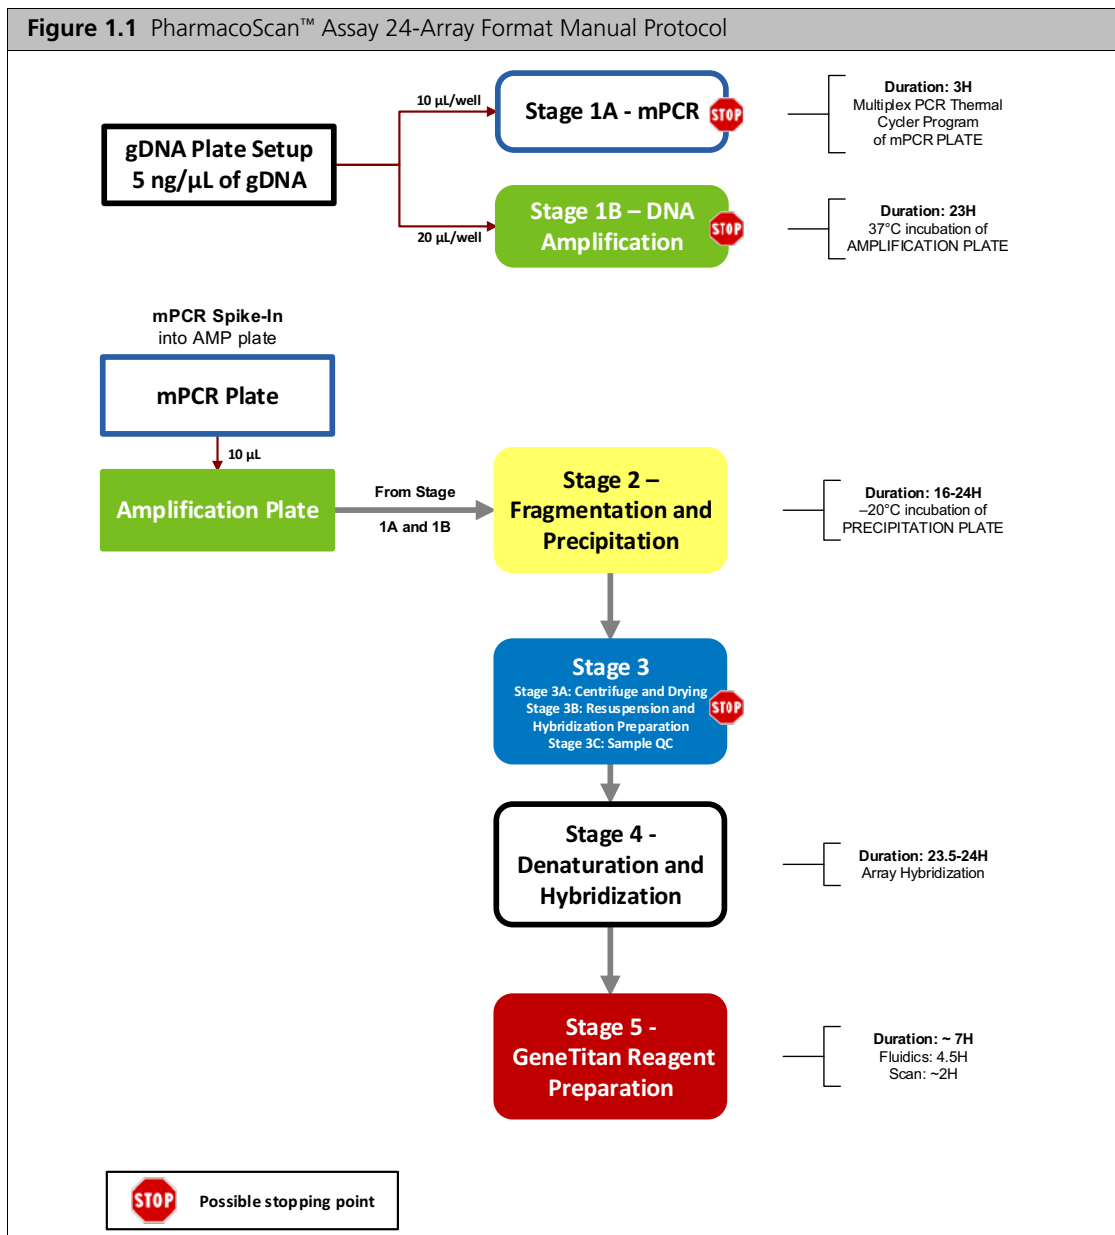 Figure 1.1 PharmacoScan™ Assay 24-Array Format Manual Protocol
gDNA Plate Setup
5 ng/µL of gDNA
10 µL/well
20 µL/well
Stage 1A - mPCR
STOP
Duration: 3H
Multiplex PCR Thermal
Cycler Program
of mPCR PLATE
Stage 1B – DNA
Amplification
STOP
Duration: 23H
37°C incubation of
AMPLIFICATION PLATE
mPCR Spike-In
into AMP plate
mPCR Plate
10 µL
Amplification Plate
From Stage
1A and 1B
Stage 2 –
Fragmentation and
Precipitation
Duration: 16-24H
–20°C incubation of
PRECIPITATION PLATE
Stage 3
Stage 3A: Centrifuge and Drying
Stage 3B: Resuspension and
Hybridization Preparation
Stage 3C: Sample QC
STOP
Stage 4 -
Denaturation and
Hybridization
Duration: 23.5-24H
Array Hybridization
Stage 5 -
GeneTitan Reagent
Preparation
Duration: ~ 7H
Fluidics: 4.5H
Scan: ~2H
STOP
Possible stopping point